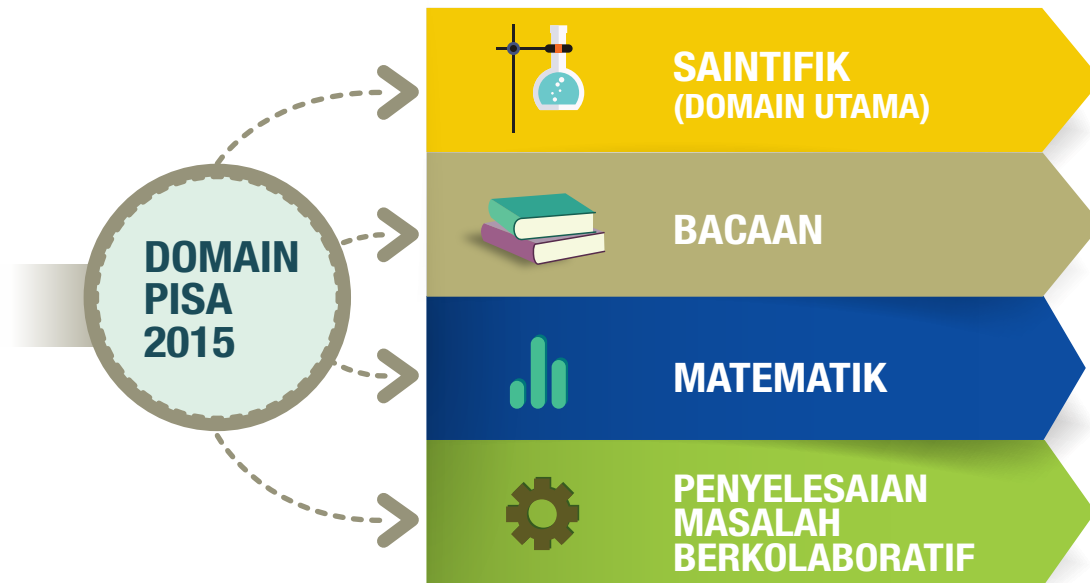 DOMAIN
PISA
2015
SAINTIFIK
(DOMAIN UTAMA)
BACAAN
MATEMATIK
PENYELESAIAN
MASALAH
BERKOLABORATIF